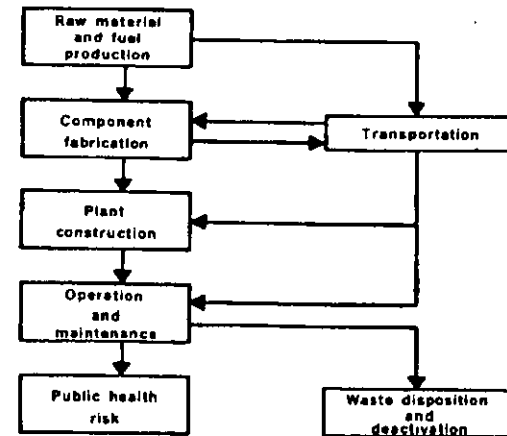 Raw material
and fuel
production
Component
fabrication
Transportation
Plant
construction
Operation
and
maintenance
Public health
risk
Waste disposition
and
deactivation